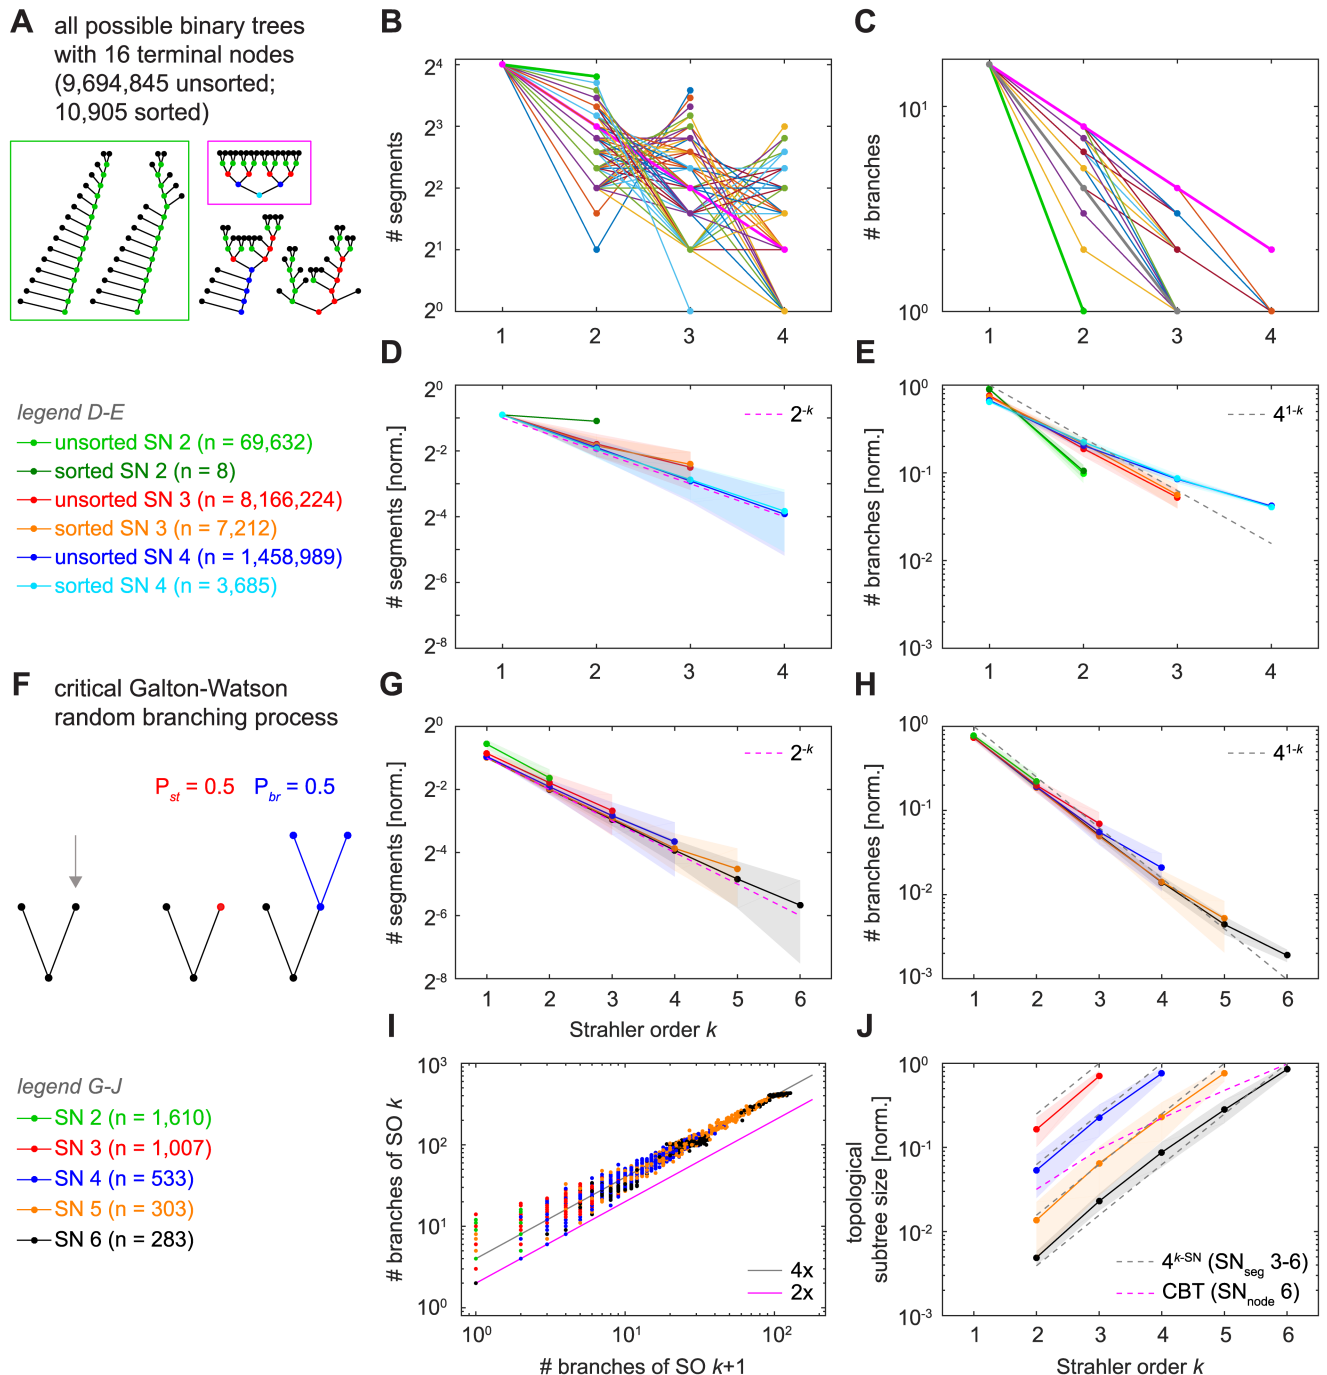 A
all possible binary trees
with 16 terminal nodes
(9,694,845 unsorted;
10,905 sorted)
B
# segments
2⁴
2³
2²
2¹
2⁰
1 2 3 4
C
# branches
10¹
10⁰
1 2 3 4
legend D-E
unsorted SN 2 (n = 69,632)
sorted SN 2 (n = 8)
unsorted SN 3 (n = 8,166,224)
sorted SN 3 (n = 7,212)
unsorted SN 4 (n = 1,458,989)
sorted SN 4 (n = 3,685)
D
# segments [norm.]
2⁰
2⁻²
2⁻⁴
2⁻⁶
2⁻⁸
2⁻ᵏ
1 2 3 4
E
# branches [norm.]
10⁰
10⁻¹
10⁻²
10⁻³
4¹⁻ᵏ
1 2 3 4
F
critical Galton-Watson
random branching process
Pst = 0.5 Pbr = 0.5
G
# segments [norm.]
2⁰
2⁻²
2⁻⁴
2⁻⁶
2⁻⁸
2⁻ᵏ
1 2 3 4 5 6
Strahler order k
H
# branches [norm.]
10⁰
10⁻¹
10⁻²
10⁻³
4¹⁻ᵏ
1 2 3 4 5 6
legend G-J
SN 2 (n = 1,610)
SN 3 (n = 1,007)
SN 4 (n = 533)
SN 5 (n = 303)
SN 6 (n = 283)
I
# branches of SO k
10³
10²
10¹
10⁰
4x
2x
10⁰ 10¹ 10²
# branches of SO k+1
J
topological
subtree size [norm.]
10⁰
10⁻¹
10⁻²
10⁻³
4ᵏ⁻ˢᴺ (SNseg 3-6)
CBT (SNnode 6)
1 2 3 4 5 6
Strahler order k